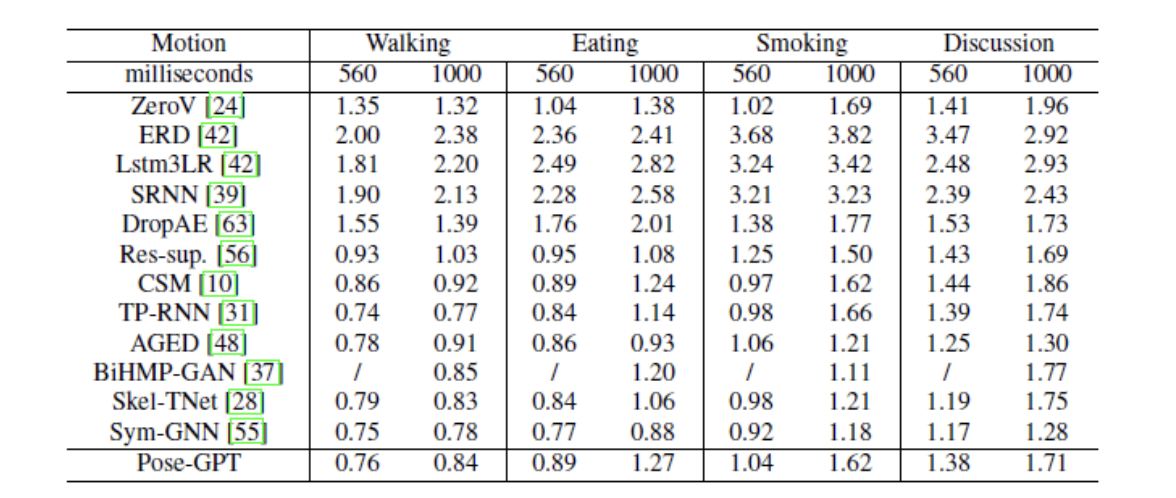 Motion Walking Eating Smoking Discussion
milliseconds 560 1000 560 1000 560 1000 560 1000
ZeroV [24] 1.35 1.32 1.04 1.38 1.02 1.69 1.41 1.96
ERD [42] 2.00 2.38 2.36 2.41 3.68 3.82 3.47 2.92
Lstm3LR [42] 1.81 2.20 2.49 2.82 3.24 3.42 2.48 2.93
SRNN [39] 1.90 2.13 2.28 2.58 3.21 3.23 2.39 2.43
DropAE [63] 1.55 1.39 1.76 2.01 1.38 1.77 1.53 1.73
Res-sup. [56] 0.93 1.03 0.95 1.08 1.25 1.50 1.43 1.69
CSM [10] 0.86 0.92 0.89 1.24 0.97 1.62 1.44 1.86
TP-RNN [31] 0.74 0.77 0.84 1.14 0.98 1.66 1.39 1.74
AGED [48] 0.78 0.91 0.86 0.93 1.06 1.21 1.25 1.30
BiHMP-GAN [37] / 0.85 / 1.20 / 1.11 / 1.77
Skel-TNet [28] 0.79 0.83 0.84 1.06 0.98 1.21 1.19 1.75
Sym-GNN [55] 0.75 0.78 0.77 0.88 0.92 1.18 1.17 1.28
Pose-GPT 0.76 0.84 0.89 1.27 1.04 1.62 1.38 1.71